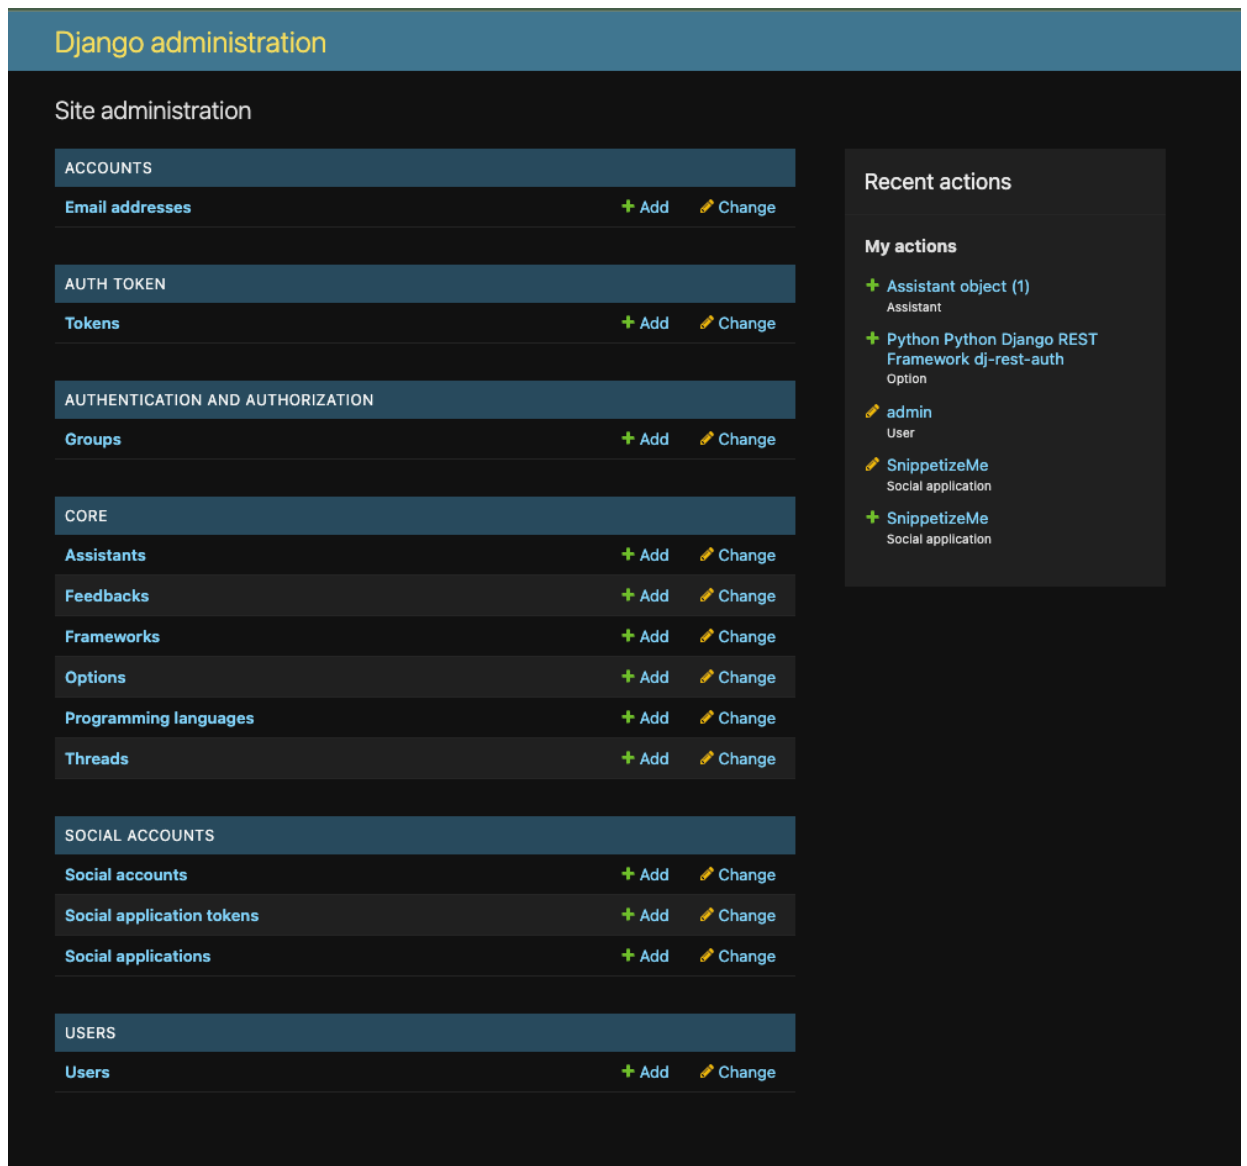 Django administration
Site administration
ACCOUNTS
Email addresses Add Change
AUTH TOKEN
Tokens Add Change
AUTHENTICATION AND AUTHORIZATION
Groups Add Change
CORE
Assistants Add Change
Feedbacks Add Change
Frameworks Add Change
Options Add Change
Programming languages Add Change
Threads Add Change
SOCIAL ACCOUNTS
Social accounts Add Change
Social application tokens Add Change
Social applications Add Change
USERS
Users Add Change
Recent actions
My actions
Assistant object (1)
Assistant
Python Python Django REST
Framework dj-rest-auth
Option
admin
User
SnippetizeMe
Social application
SnippetizeMe
Social application